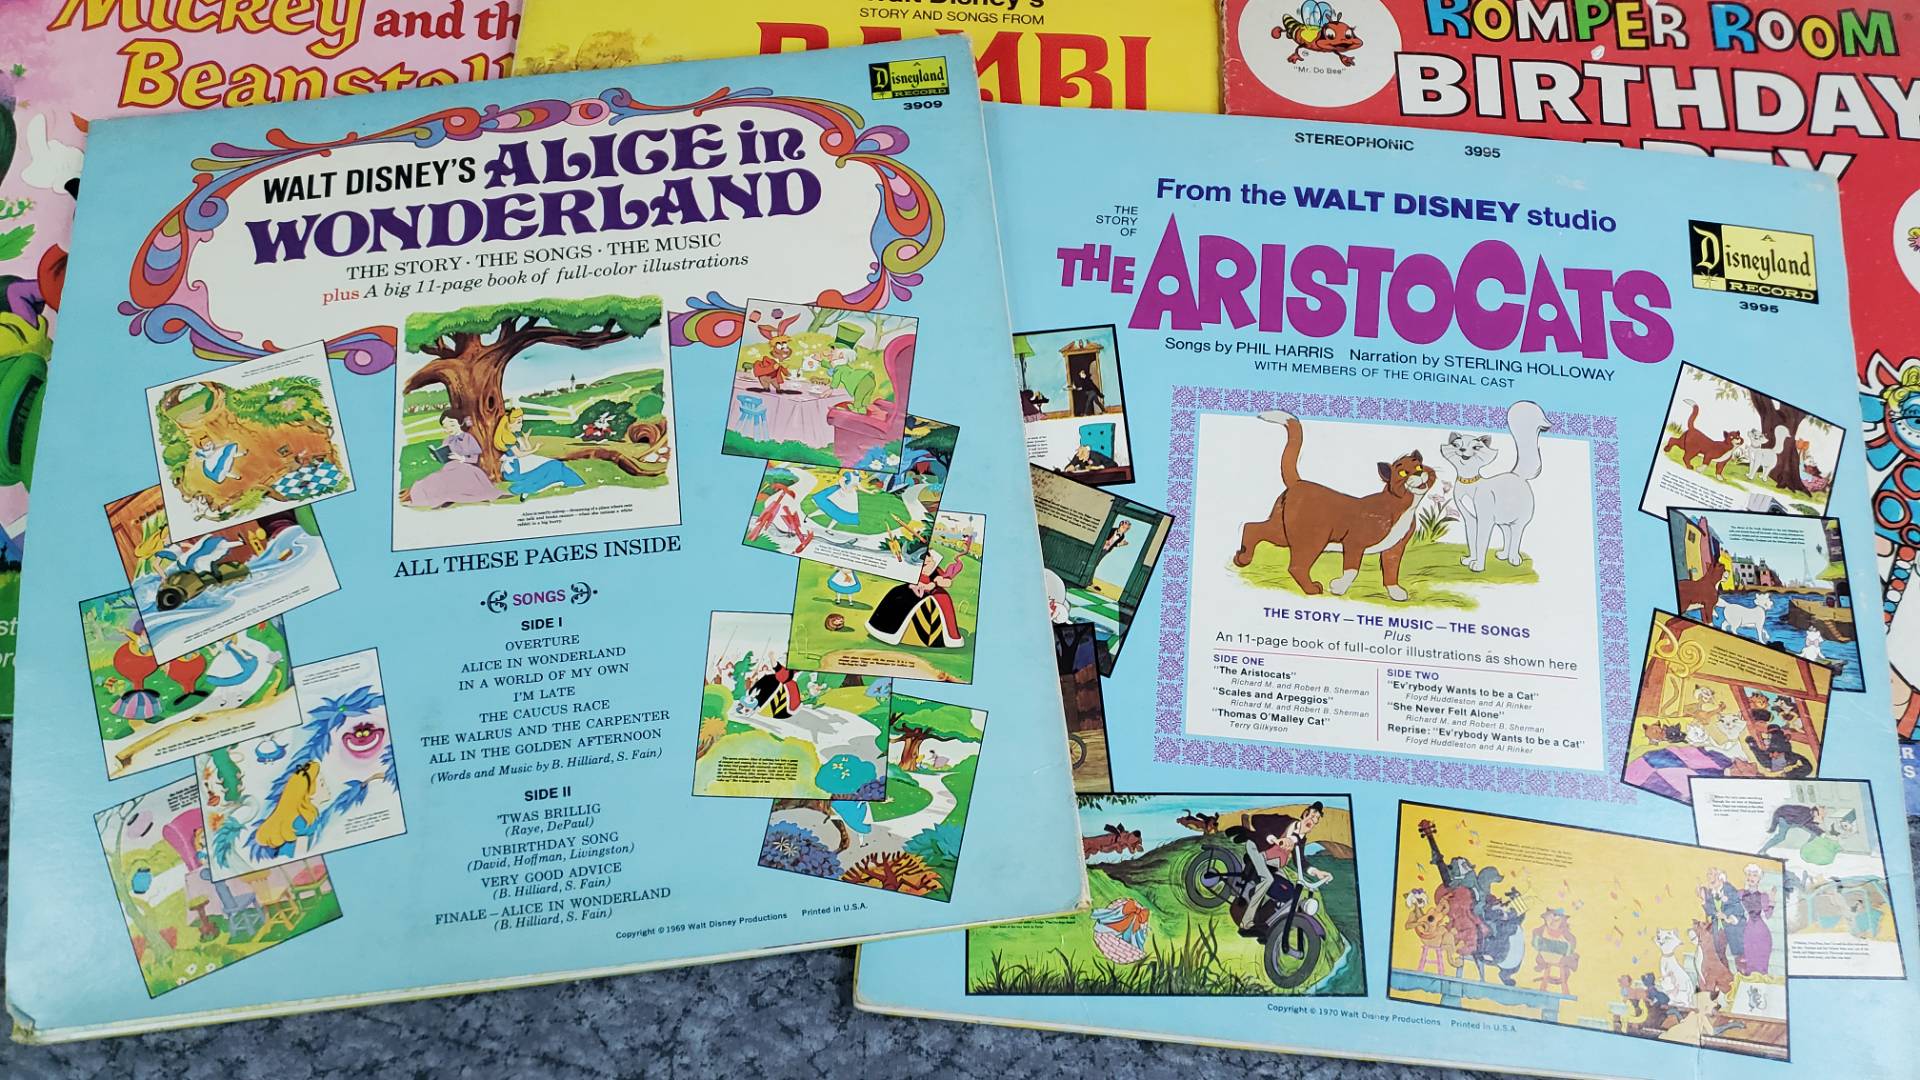 Mickey and th
Beanstal
Walt Disney's
STORY AND SONGS FROM
BAMBI
"Mr. Do Bee"
ROMPER ROOM
BIRTHDAY
PARTY
A
Disneyland
RECORD
3909
WALT DISNEY'S ALICE in
WONDERLAND
THE STORY · THE SONGS · THE MUSIC
plus A big 11-page book of full-color illustrations
ALL THESE PAGES INSIDE
SONGS
SIDE I
OVERTURE
ALICE IN WONDERLAND
IN A WORLD OF MY OWN
I'M LATE
THE CAUCUS RACE
THE WALRUS AND THE CARPENTER
ALL IN THE GOLDEN AFTERNOON
(Words and Music by B. Hilliard, S. Fain)
SIDE II
'TWAS BRILLIG
(Raye, DePaul)
UNBIRTHDAY SONG
(David, Hoffman, Livingston)
VERY GOOD ADVICE
(B. Hilliard, S. Fain)
FINALE — ALICE IN WONDERLAND
(B. Hilliard, S. Fain)
Copyright © 1969 Walt Disney Productions Printed in U.S.A.
STEREOPHONIC 3995
From the WALT DISNEY studio
THE
STORY
OF
THE ARISTOCATS
A
Disneyland
RECORD
3995
Songs by PHIL HARRIS Narration by STERLING HOLLOWAY
WITH MEMBERS OF THE ORIGINAL CAST
THE STORY — THE MUSIC — THE SONGS
Plus
An 11-page book of full-color illustrations as shown here
SIDE ONE
"The Aristocats"
Richard M. and Robert B. Sherman
"Scales and Arpeggios"
Richard M. and Robert B. Sherman
"Thomas O'Malley Cat"
Terry Gilkyson
SIDE TWO
"Ev'rybody Wants to be a Cat"
Floyd Huddleston and Al Rinker
"She Never Felt Alone"
Richard M. and Robert B. Sherman
Reprise: "Ev'rybody Wants to be a Cat"
Floyd Huddleston and Al Rinker
Copyright © 1970 Walt Disney Productions Printed in U.S.A.